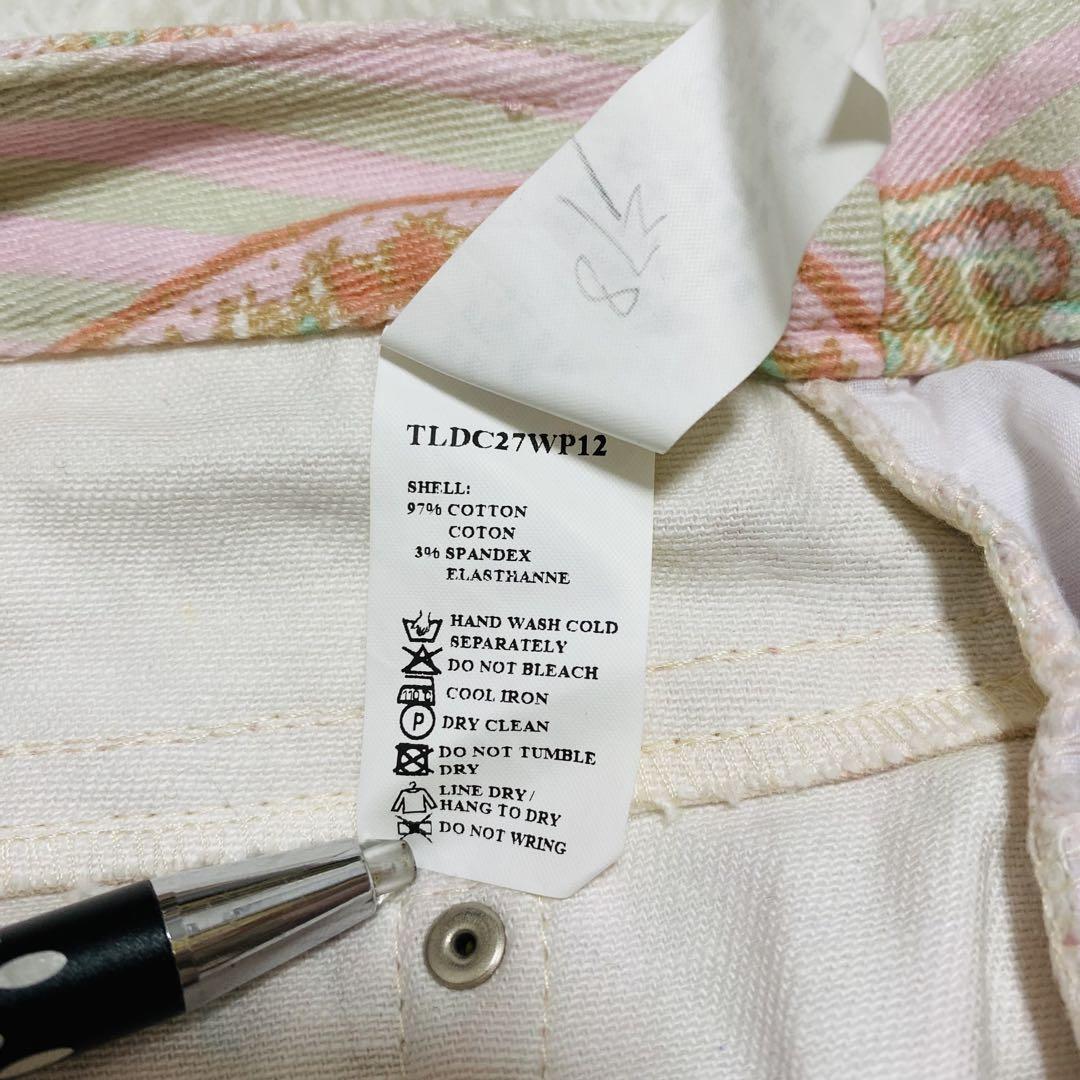 TLDC27WP12
SHELL:
97% COTTON
COTON
3% SPANDEX
ELASTHANNE
HAND WASH COLD
SEPARATELY
DO NOT BLEACH
110 C COOL IRON
P DRY CLEAN
DO NOT TUMBLE
DRY
LINE DRY /
HANG TO DRY
DO NOT WRING